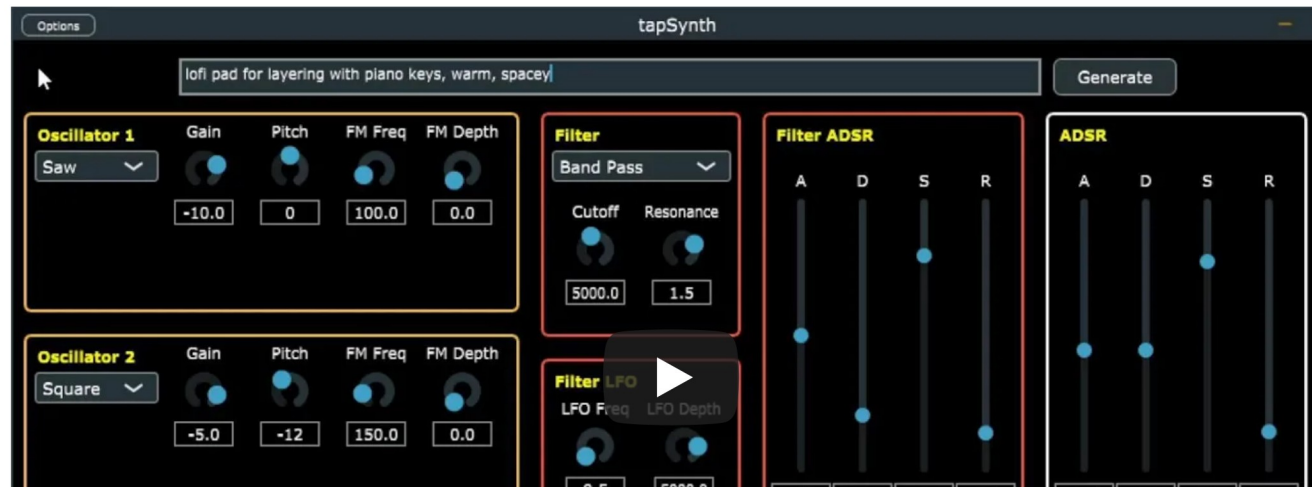 Options
tapSynth
lofi pad for layering with piano keys, warm, spacey
Generate
Oscillator 1
Gain Pitch FM Freq FM Depth
Saw
-10.0 0 100.0 0.0
Filter
Band Pass
Cutoff Resonance
5000.0 1.5
Filter ADSR
A D S R
ADSR
A D S R
Oscillator 2
Gain Pitch FM Freq FM Depth
Square
-5.0 -12 150.0 0.0
Filter LFO
LFO Freq LFO Depth